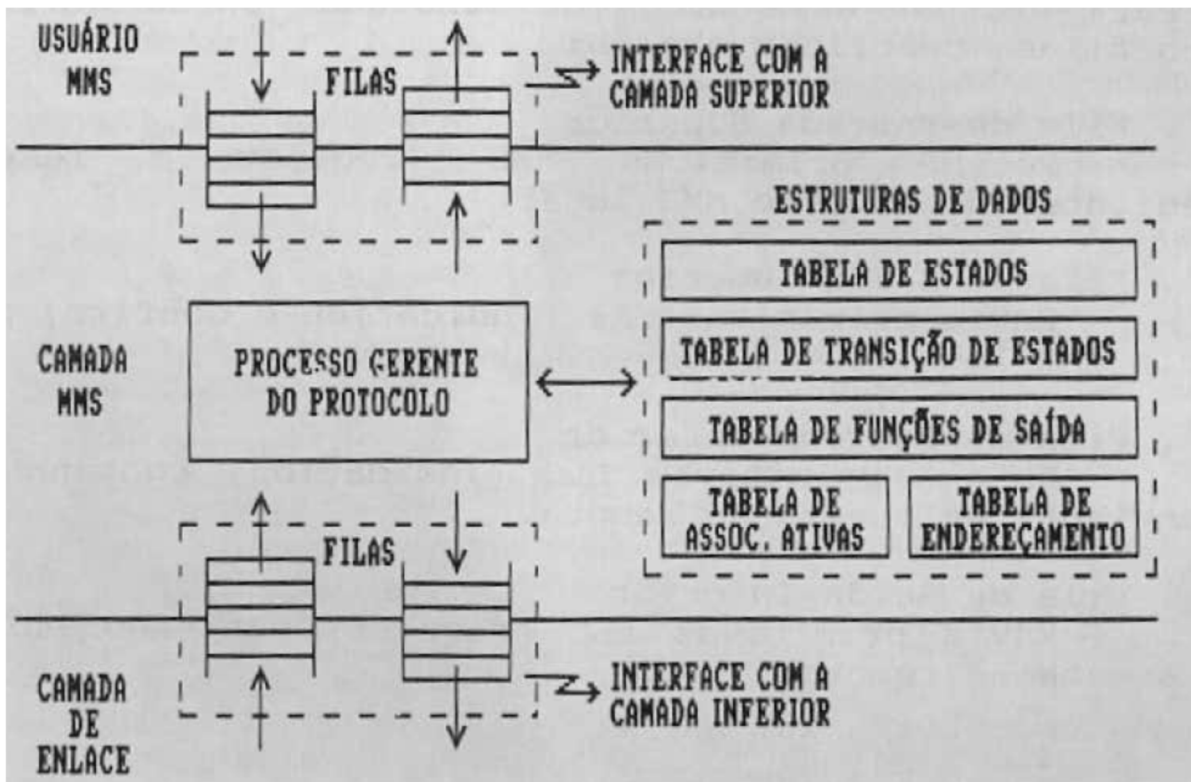 USUÁRIO
MMS
FILAS
INTERFACE COM A
CAMADA SUPERIOR
ESTRUTURAS DE DADOS
TABELA DE ESTADOS
TABELA DE TRANSIÇÃO DE ESTADOS
TABELA DE FUNÇÕES DE SAÍDA
TABELA DE
ASSOC. ATIVAS
TABELA DE
ENDEREÇAMENTO
CAMADA
MMS
PROCESSO GERENTE
DO PROTOCOLO
FILAS
INTERFACE COM A
CAMADA INFERIOR
CAMADA
DE
ENLACE